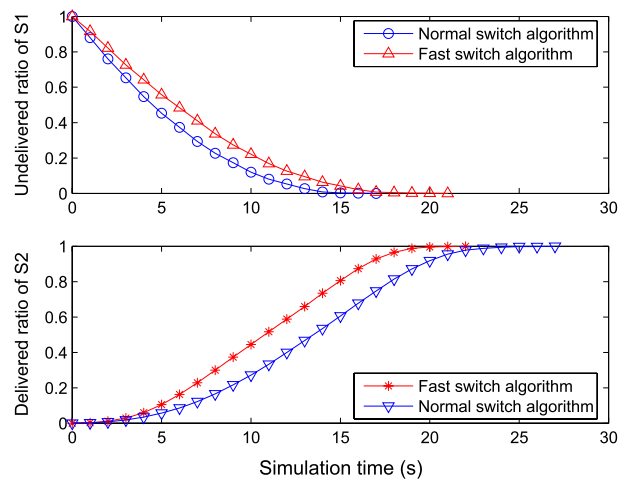 Undelivered ratio of S1
1
0.8
0.6
0.4
0.2
0
0 5 10 15 20 25 30
Normal switch algorithm
Fast switch algorithm
Delivered ratio of S2
1
0.8
0.6
0.4
0.2
0
0 5 10 15 20 25 30
Fast switch algorithm
Normal switch algorithm
Simulation time (s)